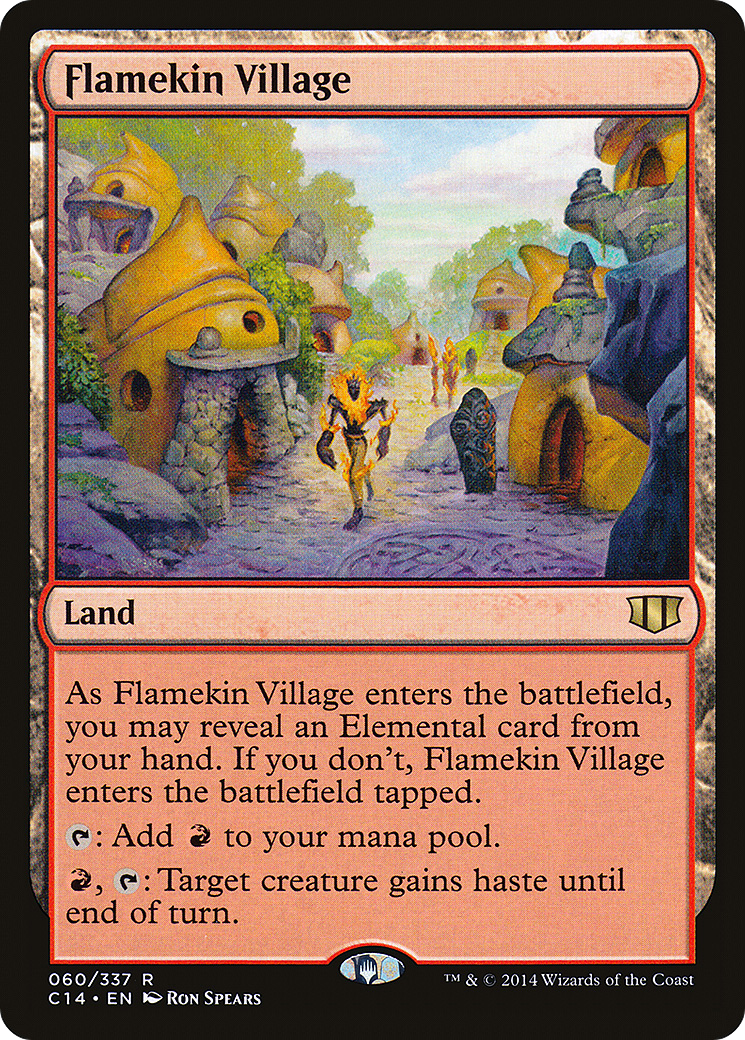 Flamekin Village
Land
As Flamekin Village enters the battlefield,
you may reveal an Elemental card from
your hand. If you don't, Flamekin Village
enters the battlefield tapped.
: Add to your mana pool.
, : Target creature gains haste until
end of turn.
060/337 R
C14 • EN Ron Spears
™ & © 2014 Wizards of the Coast